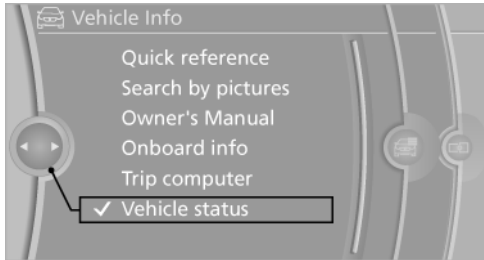 Vehicle Info
Quick reference
Search by pictures
Owner's Manual
Onboard info
Trip computer
✓ Vehicle status